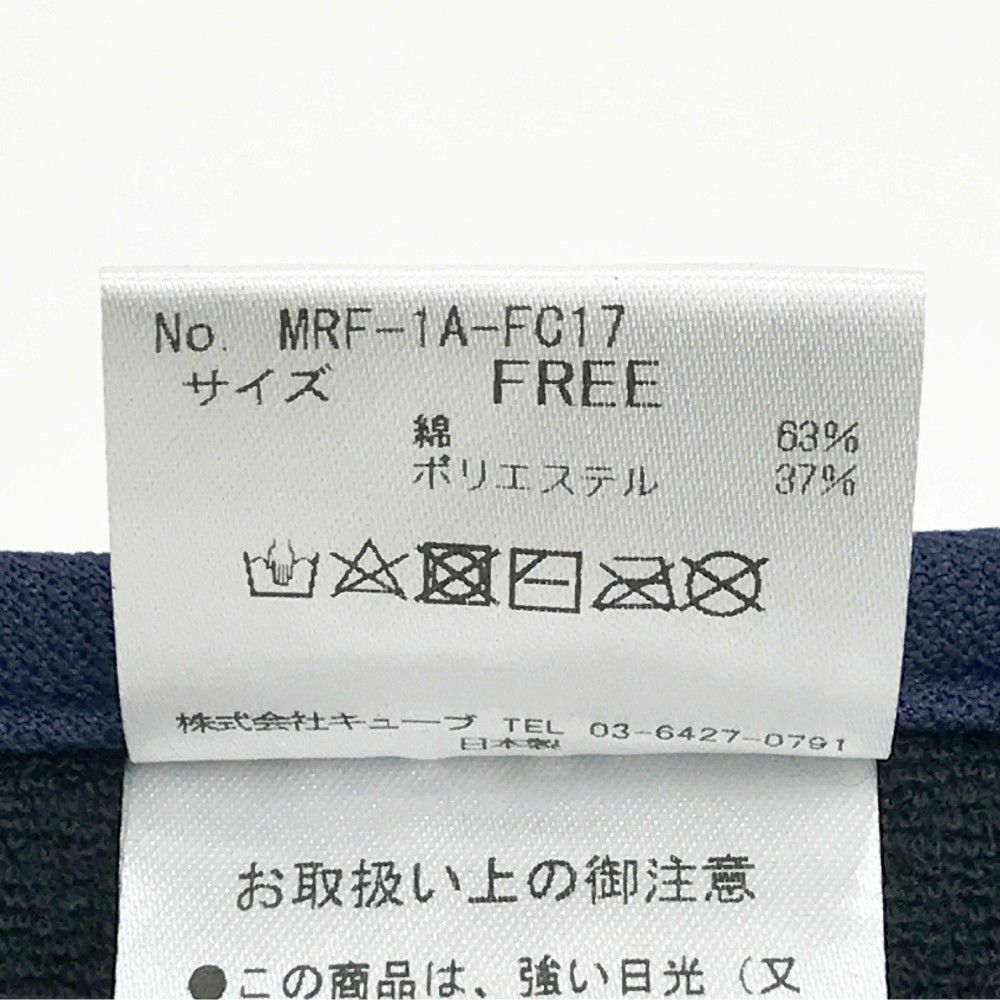 No. MRF-1A-FC17
サイズ FREE
綿 63%
ポリエステル 37%
株式会社キューブ TEL 03-6427-0791
日本製
お取扱い上の御注意
●この商品は、強い日光(又